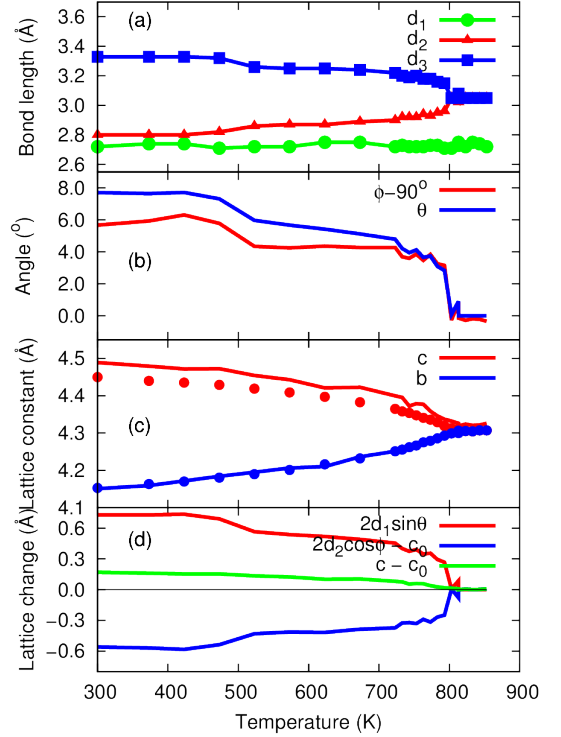 (a)
d1
d2
d3
Bond length (Å)
3.6
3.4
3.2
3.0
2.8
2.6
(b)
ϕ−90o
θ
Angle (o)
8.0
6.0
4.0
2.0
0.0
(c)
c
b
Lattice constant (Å)
4.5
4.4
4.3
4.2
4.1
(d)
2d1sinθ
2d2cosϕ − c0
c − c0
Lattice change (Å)
0.6
0.3
0.0
−0.3
−0.6
300 400 500 600 700 800 900
Temperature (K)